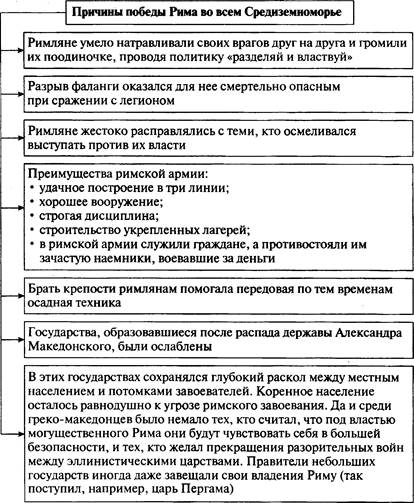 Причины победы Рима во всем Средиземноморье
Римляне умело натравливали своих врагов друг на друга и громили
их поодиночке, проводя политику «разделяй и властвуй»
Разрыв фаланги оказался для нее смертельно опасным
при сражении с легионом
Римляне жестоко расправлялись с теми, кто осмеливался
выступать против их власти
Преимущества римской армии:
• удачное построение в три линии;
• хорошее вооружение;
• строгая дисциплина;
• строительство укрепленных лагерей;
• в римской армии служили граждане, а противостояли им
зачастую наемники, воевавшие за деньги
Брать крепости римлянам помогала передовая по тем временам
осадная техника
Государства, образовавшиеся после распада державы Александра
Македонского, были ослаблены
В этих государствах сохранялся глубокий раскол между местным
населением и потомками завоевателей. Коренное население
осталось равнодушно к угрозе римского завоевания. Да и среди
греко-македонцев было немало тех, кто считал, что под властью
могущественного Рима они будут чувствовать себя в большей
безопасности, и тех, кто желал прекращения разорительных войн
между эллинистическими царствами. Правители небольших
государств иногда даже завещали свои владения Риму (так
поступил, например, царь Пергама)